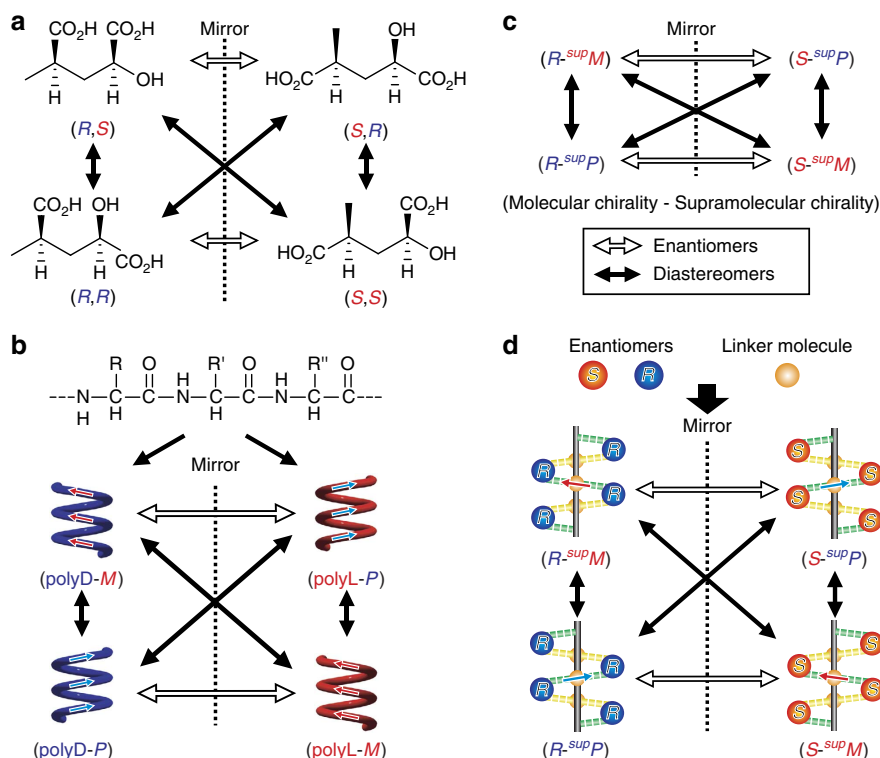 a
Mirror
CO₂H CO₂H
OH
H H
(R,S)
OH
HO₂C CO₂H
H H
(S,R)
CO₂H OH
H H CO₂H
(R,R)
CO₂H
HO₂C OH
H H
(S,S)
b
R O R' O R"
H H
---N C C N C C N C C---
H H H H
Mirror
(polyD-M) (polyL-P)
(polyD-P) (polyL-M)
c
Mirror
(R-ˢᵘᵖM) (S-ˢᵘᵖP)
(R-ˢᵘᵖP) (S-ˢᵘᵖM)
(Molecular chirality - Supramolecular chirality)
Enantiomers
Diastereomers
d
Enantiomers Linker molecule
S R
Mirror
R S
R S
R S
R S
(R-ˢᵘᵖM) (S-ˢᵘᵖP)
R S
R S
R S
R S
(R-ˢᵘᵖP) (S-ˢᵘᵖM)